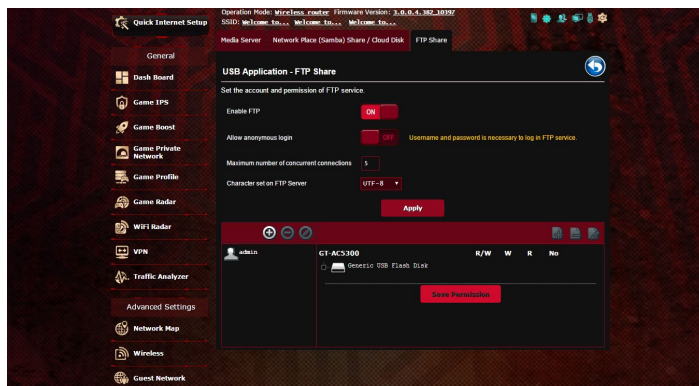 Quick Internet Setup
Operation Mode: Wireless router Firmware Version: 3.0.0.4.382_10397
SSID: Welcome to... Welcome to... Welcome to...
Media Server Network Place (Samba) Share / Cloud Disk FTP Share
General
Dash Board
Game IPS
Game Boost
Game Private
Network
Game Profile
Game Radar
WiFi Radar
VPN
Traffic Analyzer
Advanced Settings
Network Map
Wireless
Guest Network
USB Application - FTP
Share
Set the account and permission of FTP service.
Enable FTP ON
Allow anonymous login OFF Username and password is necessary to log in FTP service.
Maximum number of concurrent connections 5
Character set on FTP Server UTF-8
Apply
admin
GT-AC5300 R/W W R No
Generic USB Flash Disk
Save Permission